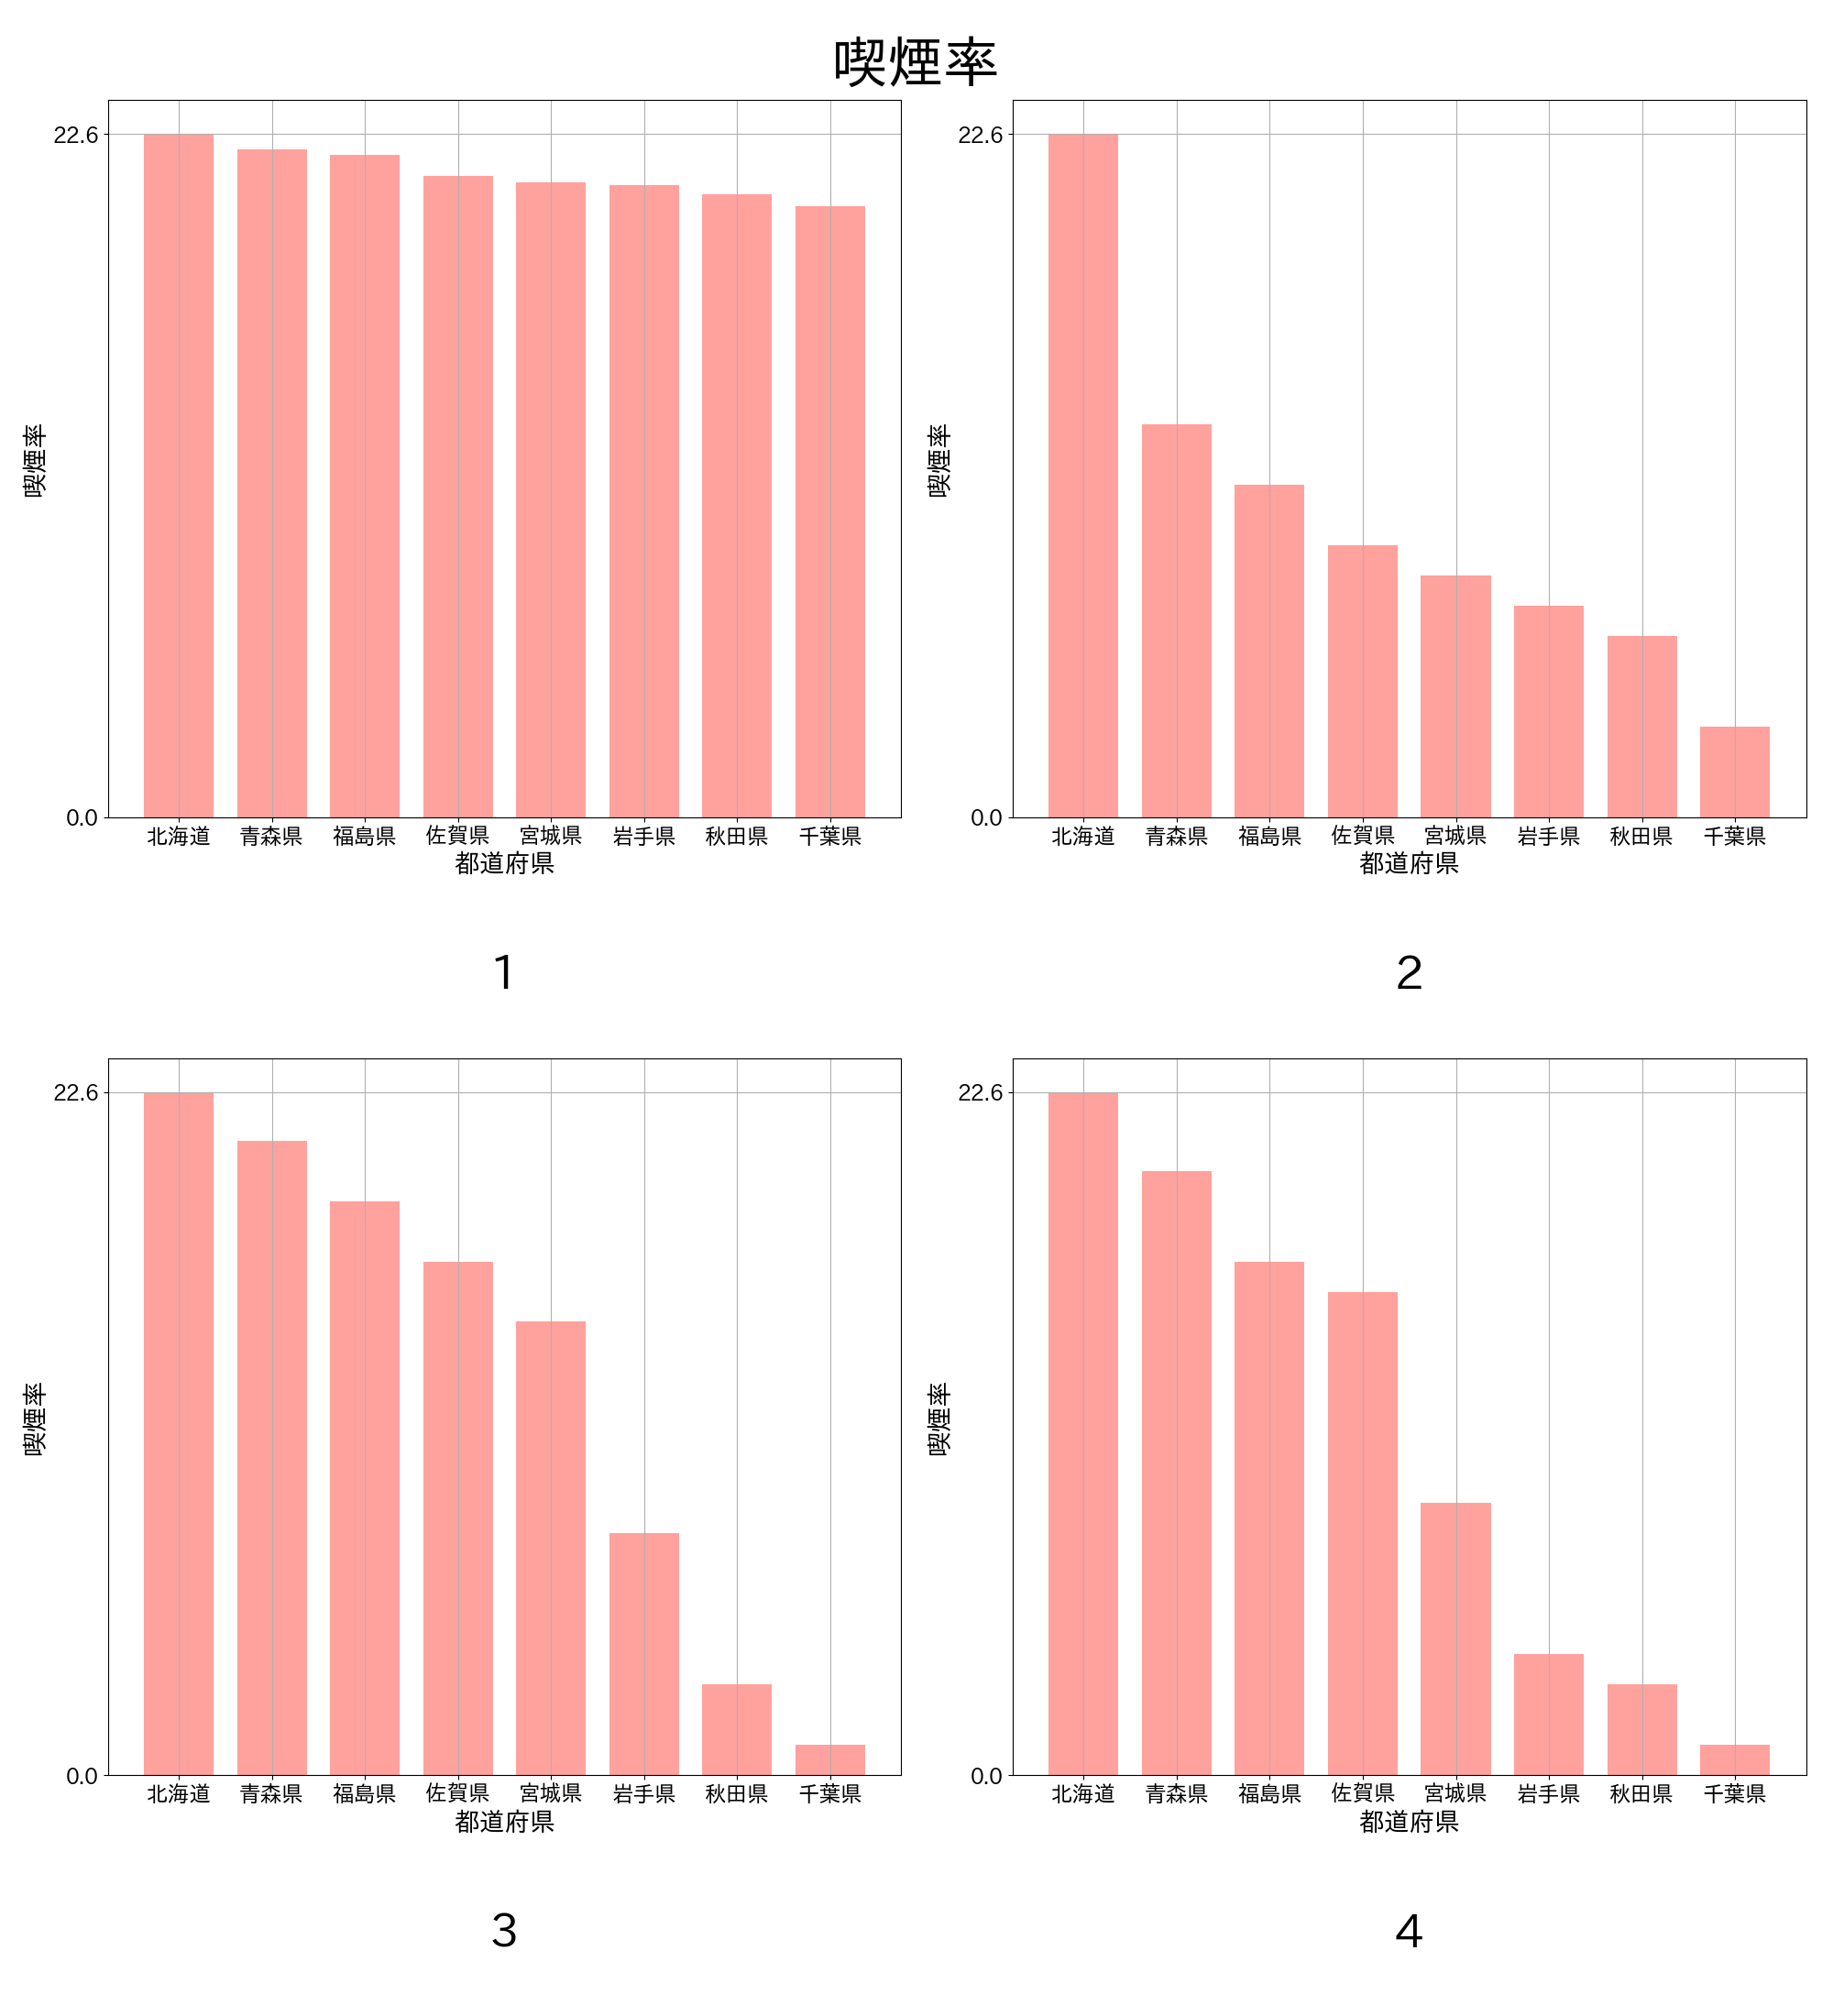 喫煙率
22.6
0.0
喫煙率
北海道 青森県 福島県 佐賀県 宮城県 岩手県 秋田県 千葉県
都道府県
1
22.6
0.0
喫煙率
北海道 青森県 福島県 佐賀県 宮城県 岩手県 秋田県 千葉県
都道府県
2
22.6
0.0
喫煙率
北海道 青森県 福島県 佐賀県 宮城県 岩手県 秋田県 千葉県
都道府県
3
22.6
0.0
喫煙率
北海道 青森県 福島県 佐賀県 宮城県 岩手県 秋田県 千葉県
都道府県
4